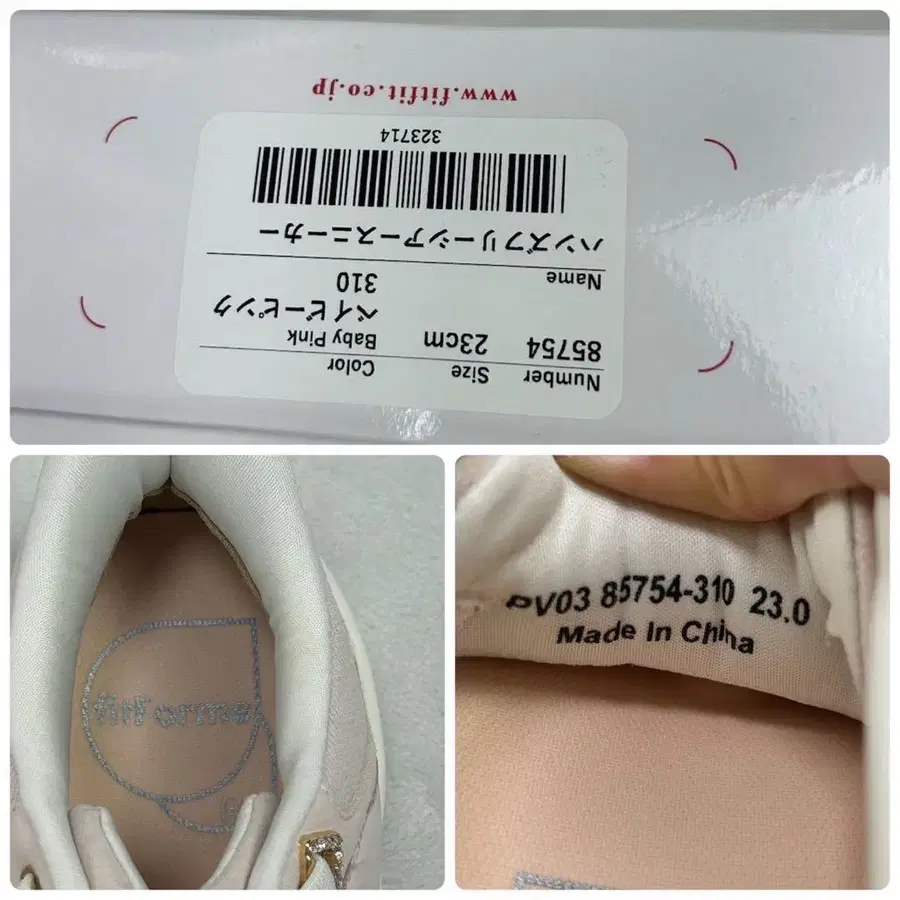 Number Size Color
85754 23cm Baby Pink
ベイビーピンク
310
Name
ハンズフリーシアースニーカー
323714
www.fitfit.co.jp
fitForme
PV03 85754-310 23.0
Made In China